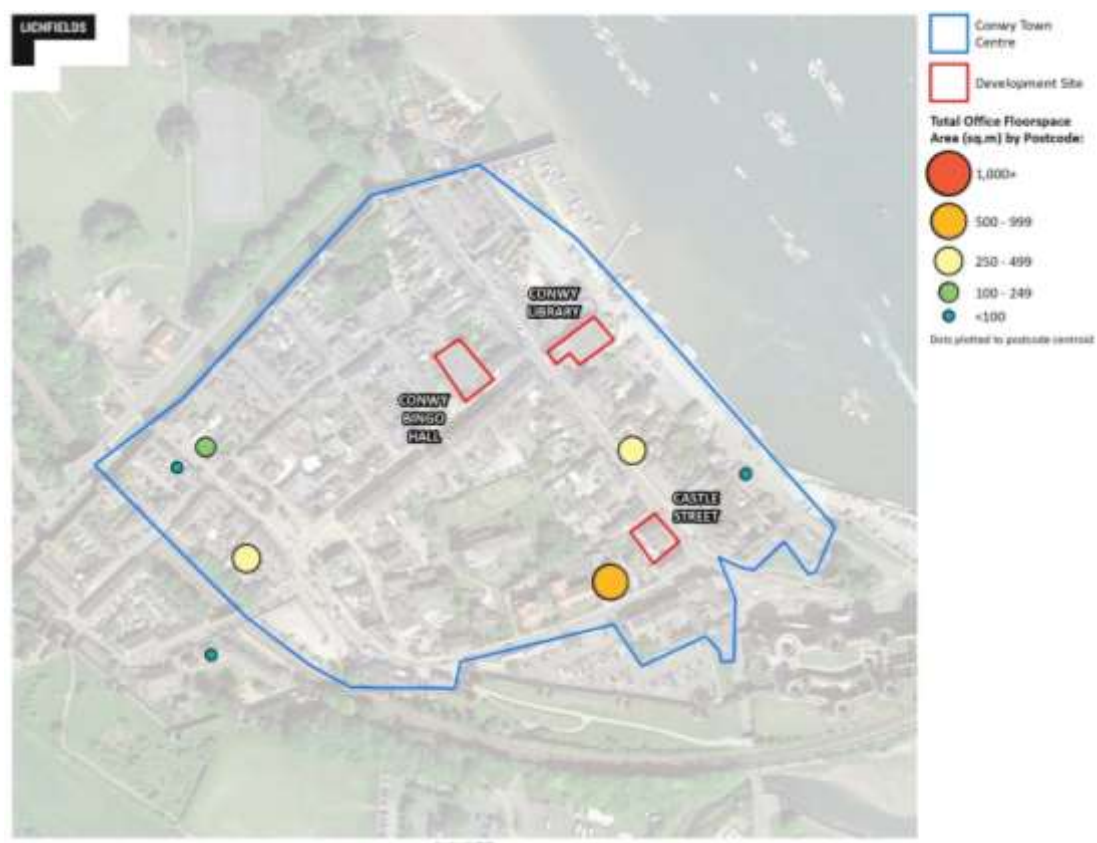 LICHFIELDS
Conwy Town
Centre
Development Site
Total Office Floorspace
Area (sq.m) by Postcode:
1,000+
500 - 999
250 - 499
100 - 249
<100
Dots plotted to postcode centroid
CONWY
LIBRARY
CONWY
BINGO
HALL
CASTLE
STREET